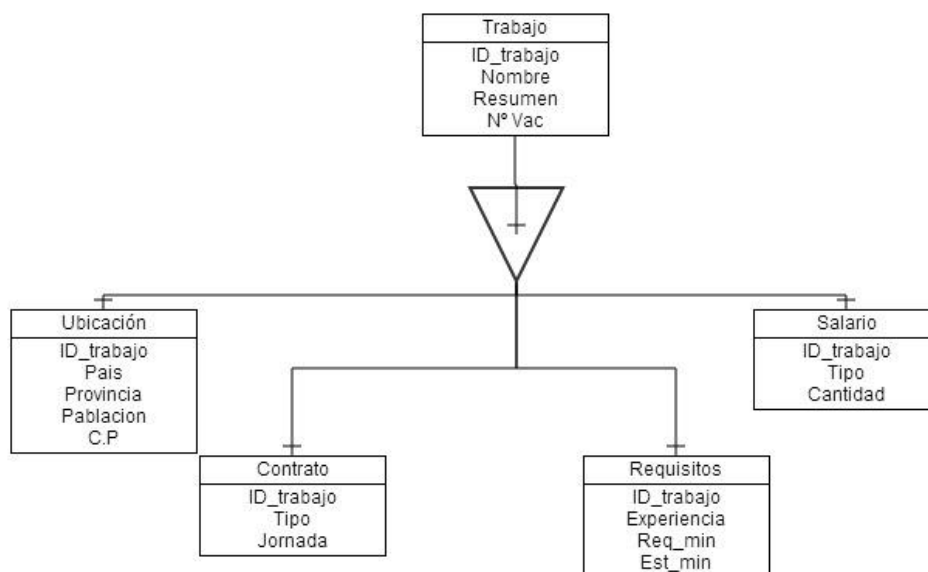 Trabajo
ID_trabajo
Nombre
Resumen
Nº Vac
Ubicación
ID_trabajo
Pais
Provincia
Pablacion
C.P
Salario
ID_trabajo
Tipo
Cantidad
Contrato
ID_trabajo
Tipo
Jornada
Requisitos
ID_trabajo
Experiencia
Req_min
Est_min